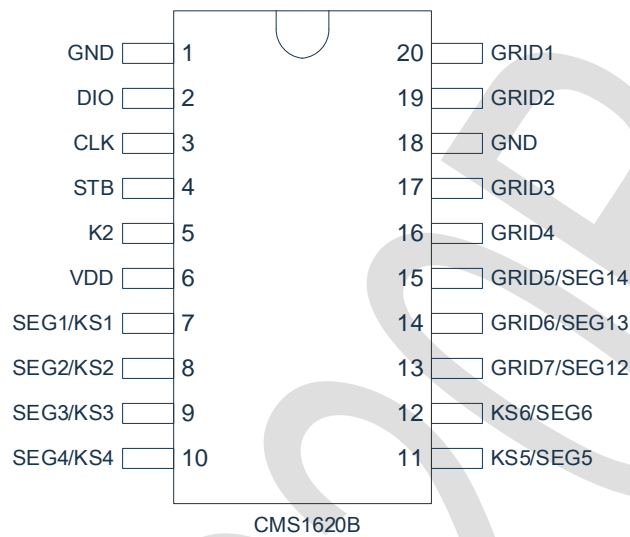 GND 1 20 GRID1
DIO 2 19 GRID2
CLK 3 18 GND
STB 4 17 GRID3
K2 5 16 GRID4
VDD 6 15 GRID5/SEG14
SEG1/KS1 7 14 GRID6/SEG13
SEG2/KS2 8 13 GRID7/SEG12
SEG3/KS3 9 12 KS6/SEG6
SEG4/KS4 10 11 KS5/SEG5
CMS1620B